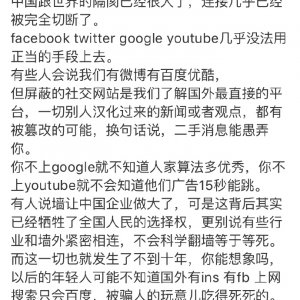 中国跟世界的隔阂已经很大了，连接几乎已经
被完全切断了。
facebook twitter google youtube几乎没法用
正当的手段上去。
有些人会说我们有微博有百度优酷，
但屏蔽的社交网站是我们了解国外最直接的平
台，一切别人汉化过来的新闻或者观点，都有
被篡改的可能，换句话说，二手消息能愚弄
你。
你不上google就不知道人家算法多优秀，你不
上youtube就不会知道他们广告15秒能跳。
有人说墙让中国企业做大了，可是这背后其实
已经牺牲了全国人民的选择权，更别说有些行
业和墙外紧密相连，不会科学翻墙等于等死。
而这一切也就发生了不到十年，你能想象吗，
以后的年轻人可能不知道国外有ins 有fb 上网
搜索只会百度，被骗人的玩意儿吃得死死的。